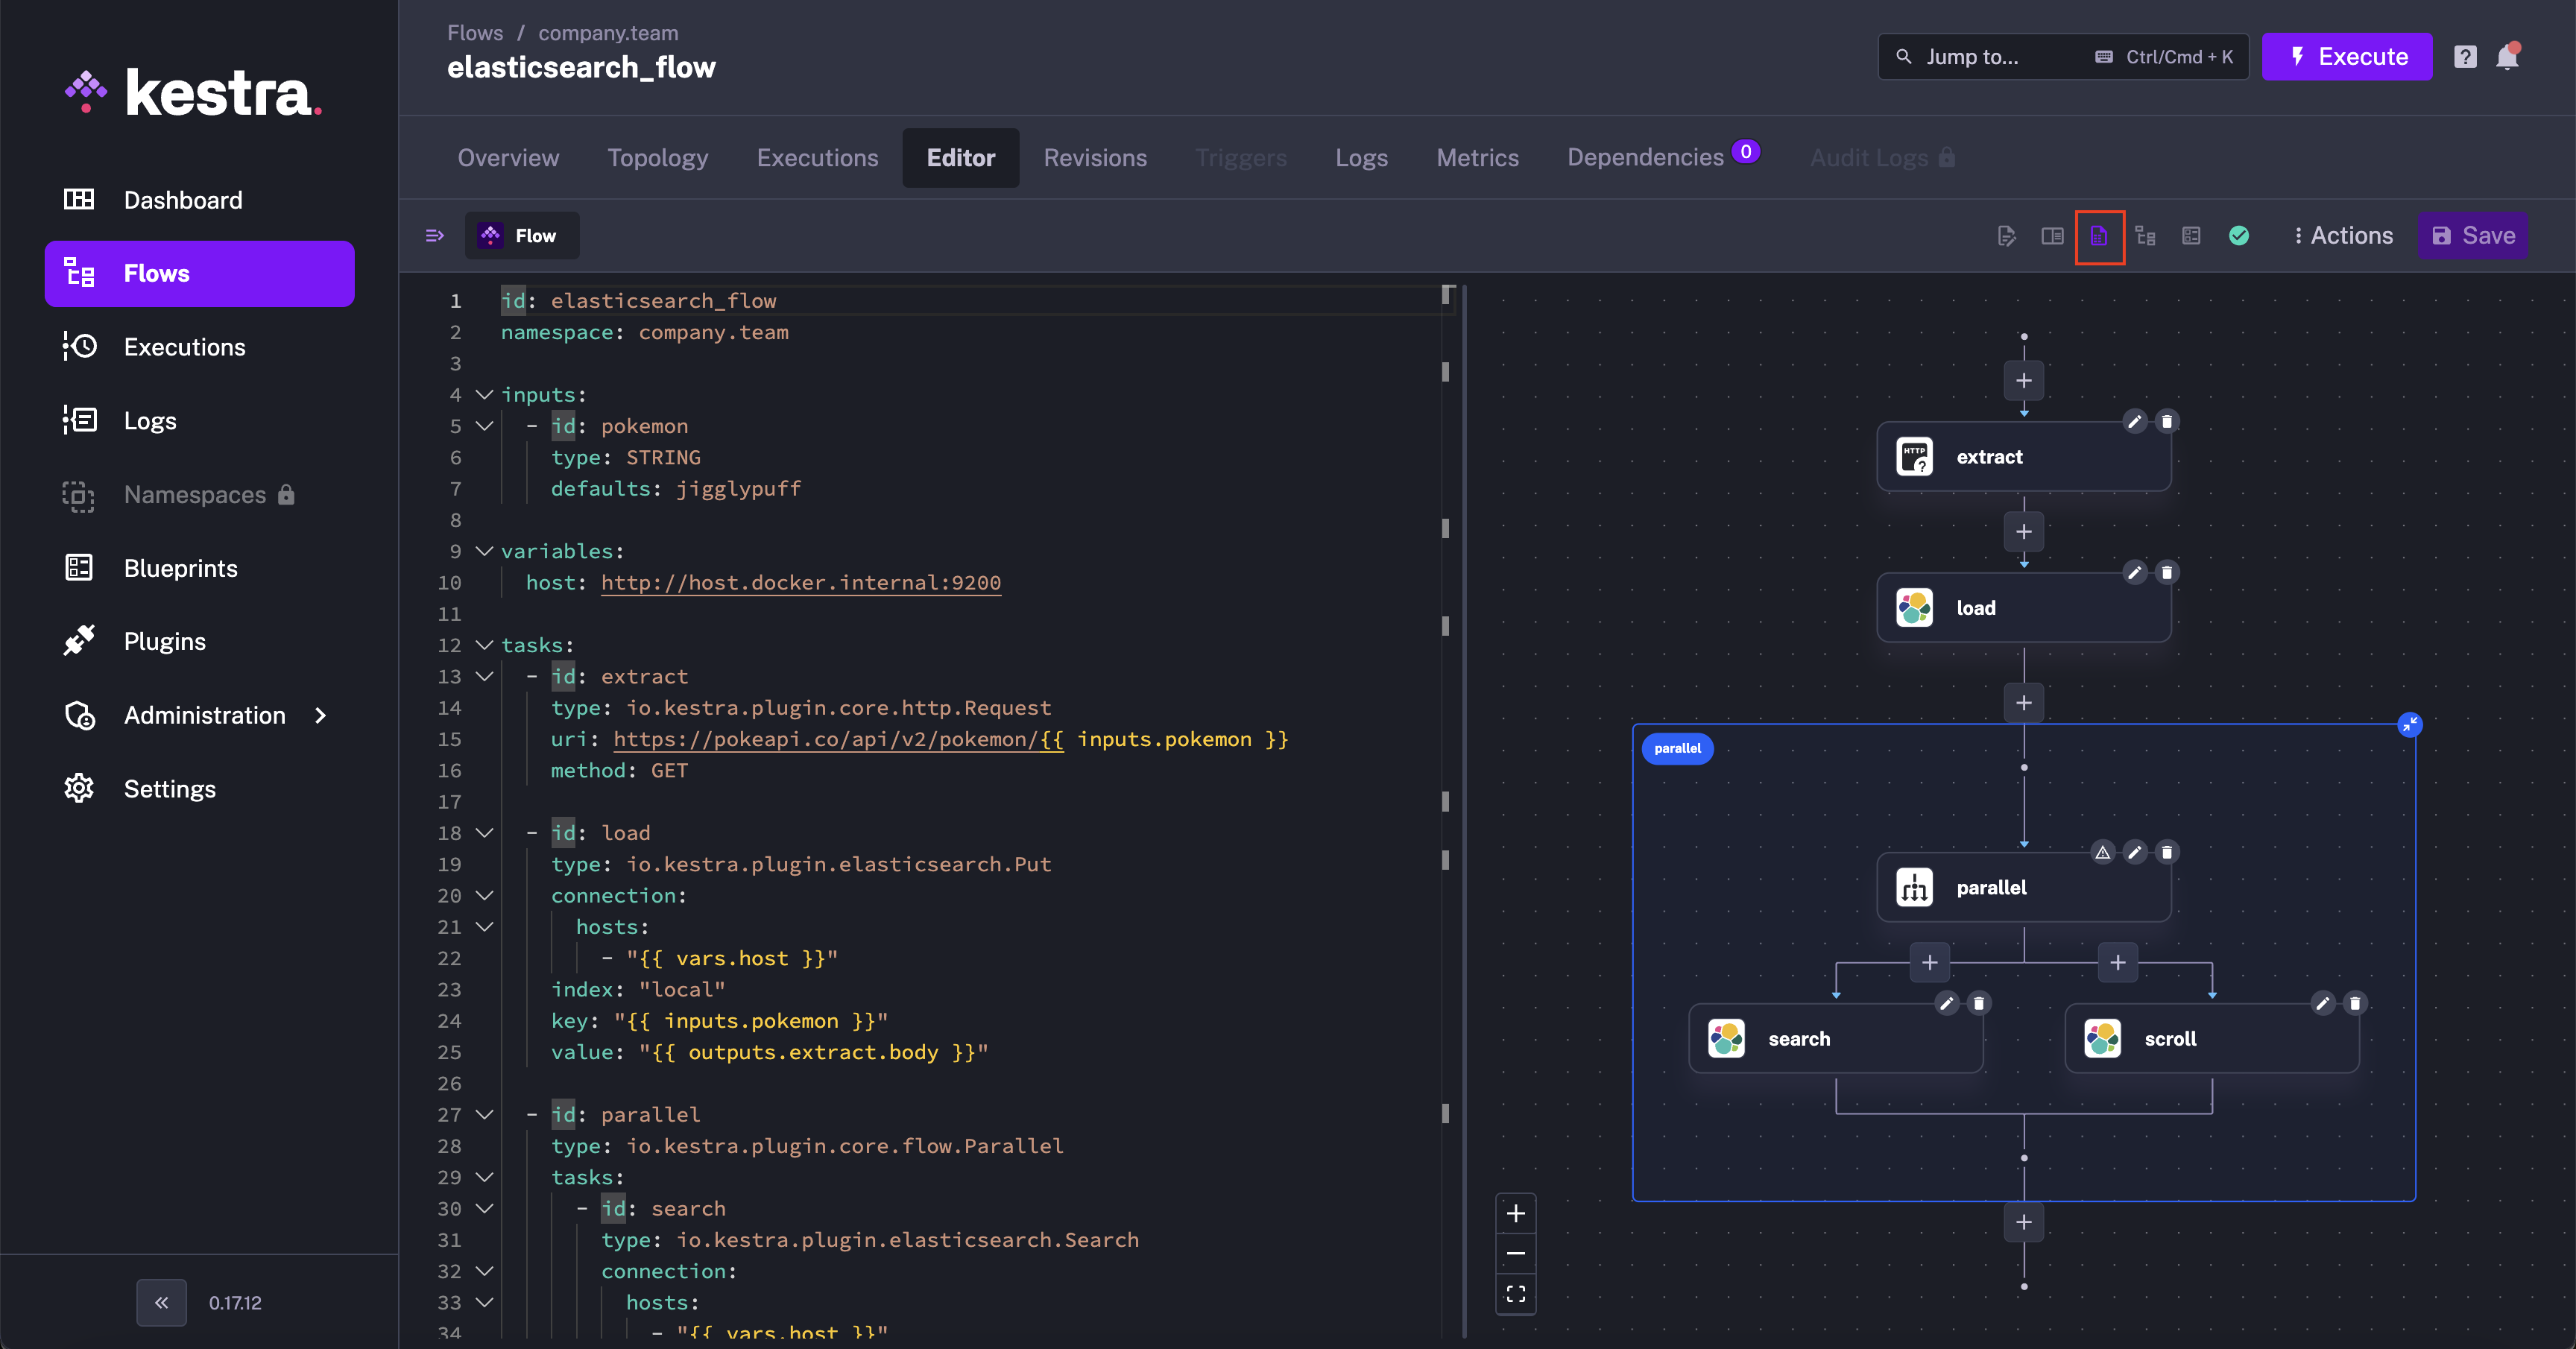 kestra.
Dashboard
Flows
Executions
Logs
Namespaces
Blueprints
Plugins
Administration
Settings
0.17.12
Flows / company.team
elasticsearch_flow
Jump to... Ctrl/Cmd + K
Execute
?
Overview Topology Executions Editor Revisions Triggers Logs Metrics Dependencies 0 Audit Logs
Flow
Actions
Save
1 id: elasticsearch_flow
2 namespace: company.team
3
4 inputs:
5 - id: pokemon
6 type: STRING
7 defaults: jigglypuff
8
9 variables:
10 host: http://host.docker.internal:9200
11
12 tasks:
13 - id: extract
14 type: io.kestra.plugin.core.http.Request
15 uri: https://pokeapi.co/api/v2/pokemon/{{ inputs.pokemon }}
16 method: GET
17
18 - id: load
19 type: io.kestra.plugin.elasticsearch.Put
20 connection:
21 hosts:
22 - "{{ vars.host }}"
23 index: "local"
24 key: "{{ inputs.pokemon }}"
25 value: "{{ outputs.extract.body }}"
26
27 - id: parallel
28 type: io.kestra.plugin.core.flow.Parallel
29 tasks:
30 - id: search
31 type: io.kestra.plugin.elasticsearch.Search
32 connection:
33 hosts:
34 - "{{ vars.host }}"
HTTP
?
extract
load
parallel
parallel
search
scroll